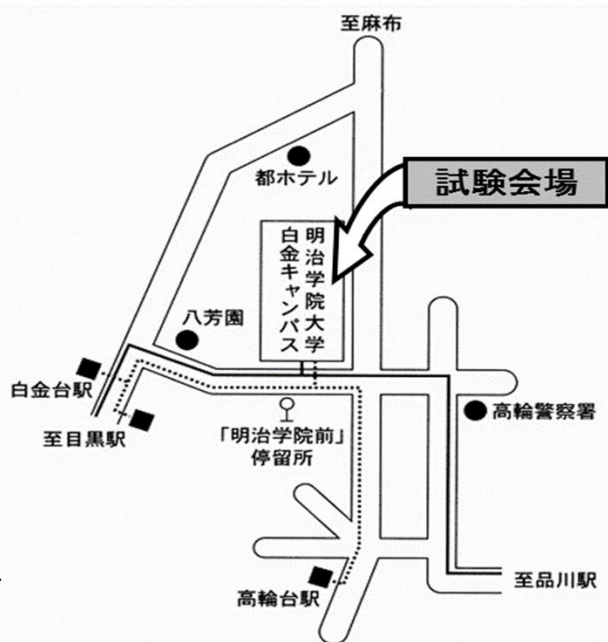 至麻布
都ホテル
試験会場
明治学院大学
白金キャンパス
八芳園
白金台駅
至目黒駅
「明治学院前」
停留所
高輪警察署
高輪台駅
至品川駅